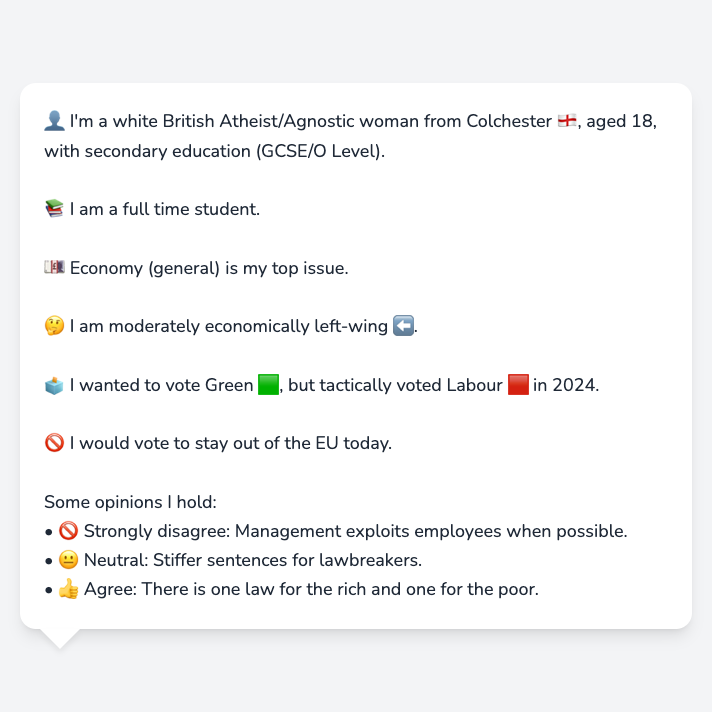 👤 I'm a white British Atheist/Agnostic woman from Colchester 🏴󠁧󠁢󠁥󠁮󠁧󠁿, aged 18,
with secondary education (GCSE/O Level).
📚 I am a full time student.
💷 Economy (general) is my top issue.
🤔 I am moderately economically left-wing ⬅️.
🗳️ I wanted to vote Green 🟩, but tactically voted Labour 🟥 in 2024.
🚫 I would vote to stay out of the EU today.
Some opinions I hold:
• 🚫 Strongly disagree: Management exploits employees when possible.
• 😐 Neutral: Stiffer sentences for lawbreakers.
• 👍 Agree: There is one law for the rich and one for the poor.